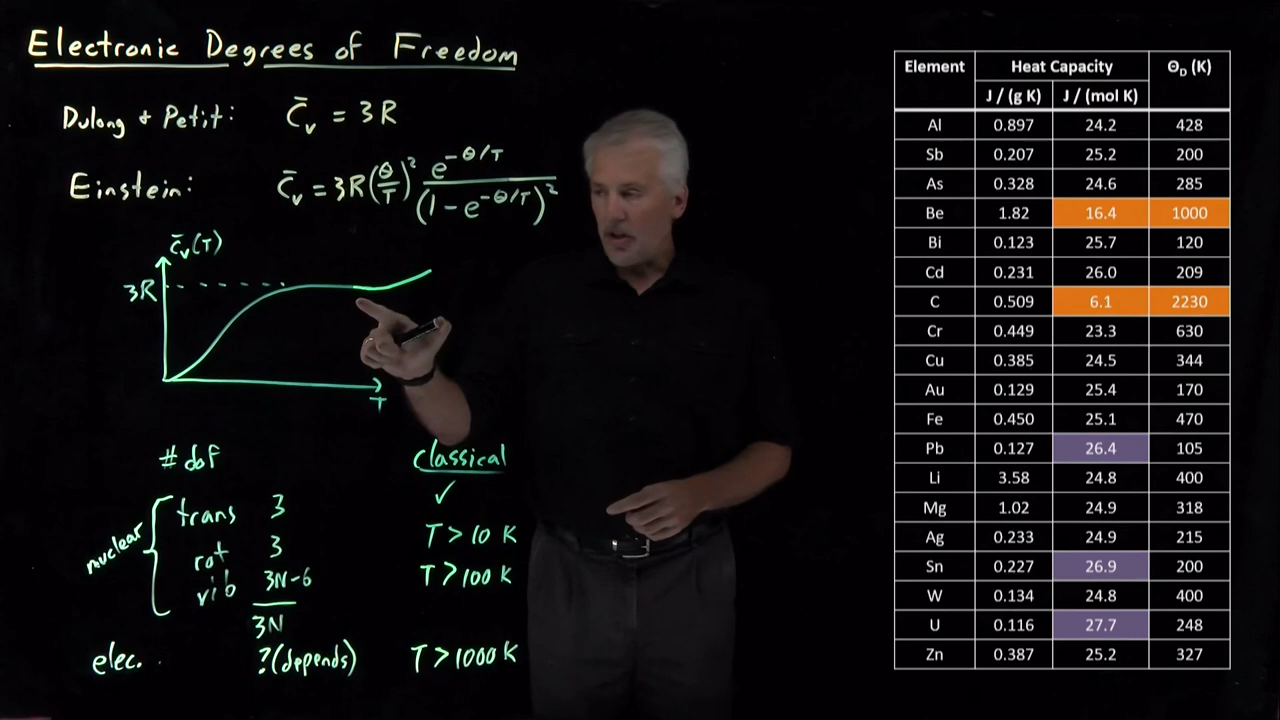 Electronic Degrees of Freedom
Dulong + Petit: C̄ᵥ = 3R
Einstein: C̄ᵥ = 3R(Θ/T)² e^(-Θ/T) / (1 - e^(-Θ/T))²
C̄ᵥ(T)
3R
T
# dof classical
nuclear
trans 3 ✓
rot 3 T > 10 K
vib 3N-6 T > 100 K
3N
elec. ? (depends) T > 1000 K
Element Heat Capacity Θ_D (K)
J / (g K) J / (mol K)
Al 0.897 24.2 428
Sb 0.207 25.2 200
As 0.328 24.6 285
Be 1.82 16.4 1000
Bi 0.123 25.7 120
Cd 0.231 26.0 209
C 0.509 6.1 2230
Cr 0.449 23.3 630
Cu 0.385 24.5 344
Au 0.129 25.4 170
Fe 0.450 25.1 470
Pb 0.127 26.4 105
Li 3.58 24.8 400
Mg 1.02 24.9 318
Ag 0.233 24.9 215
Sn 0.227 26.9 200
W 0.134 24.8 400
U 0.116 27.7 248
Zn 0.387 25.2 327